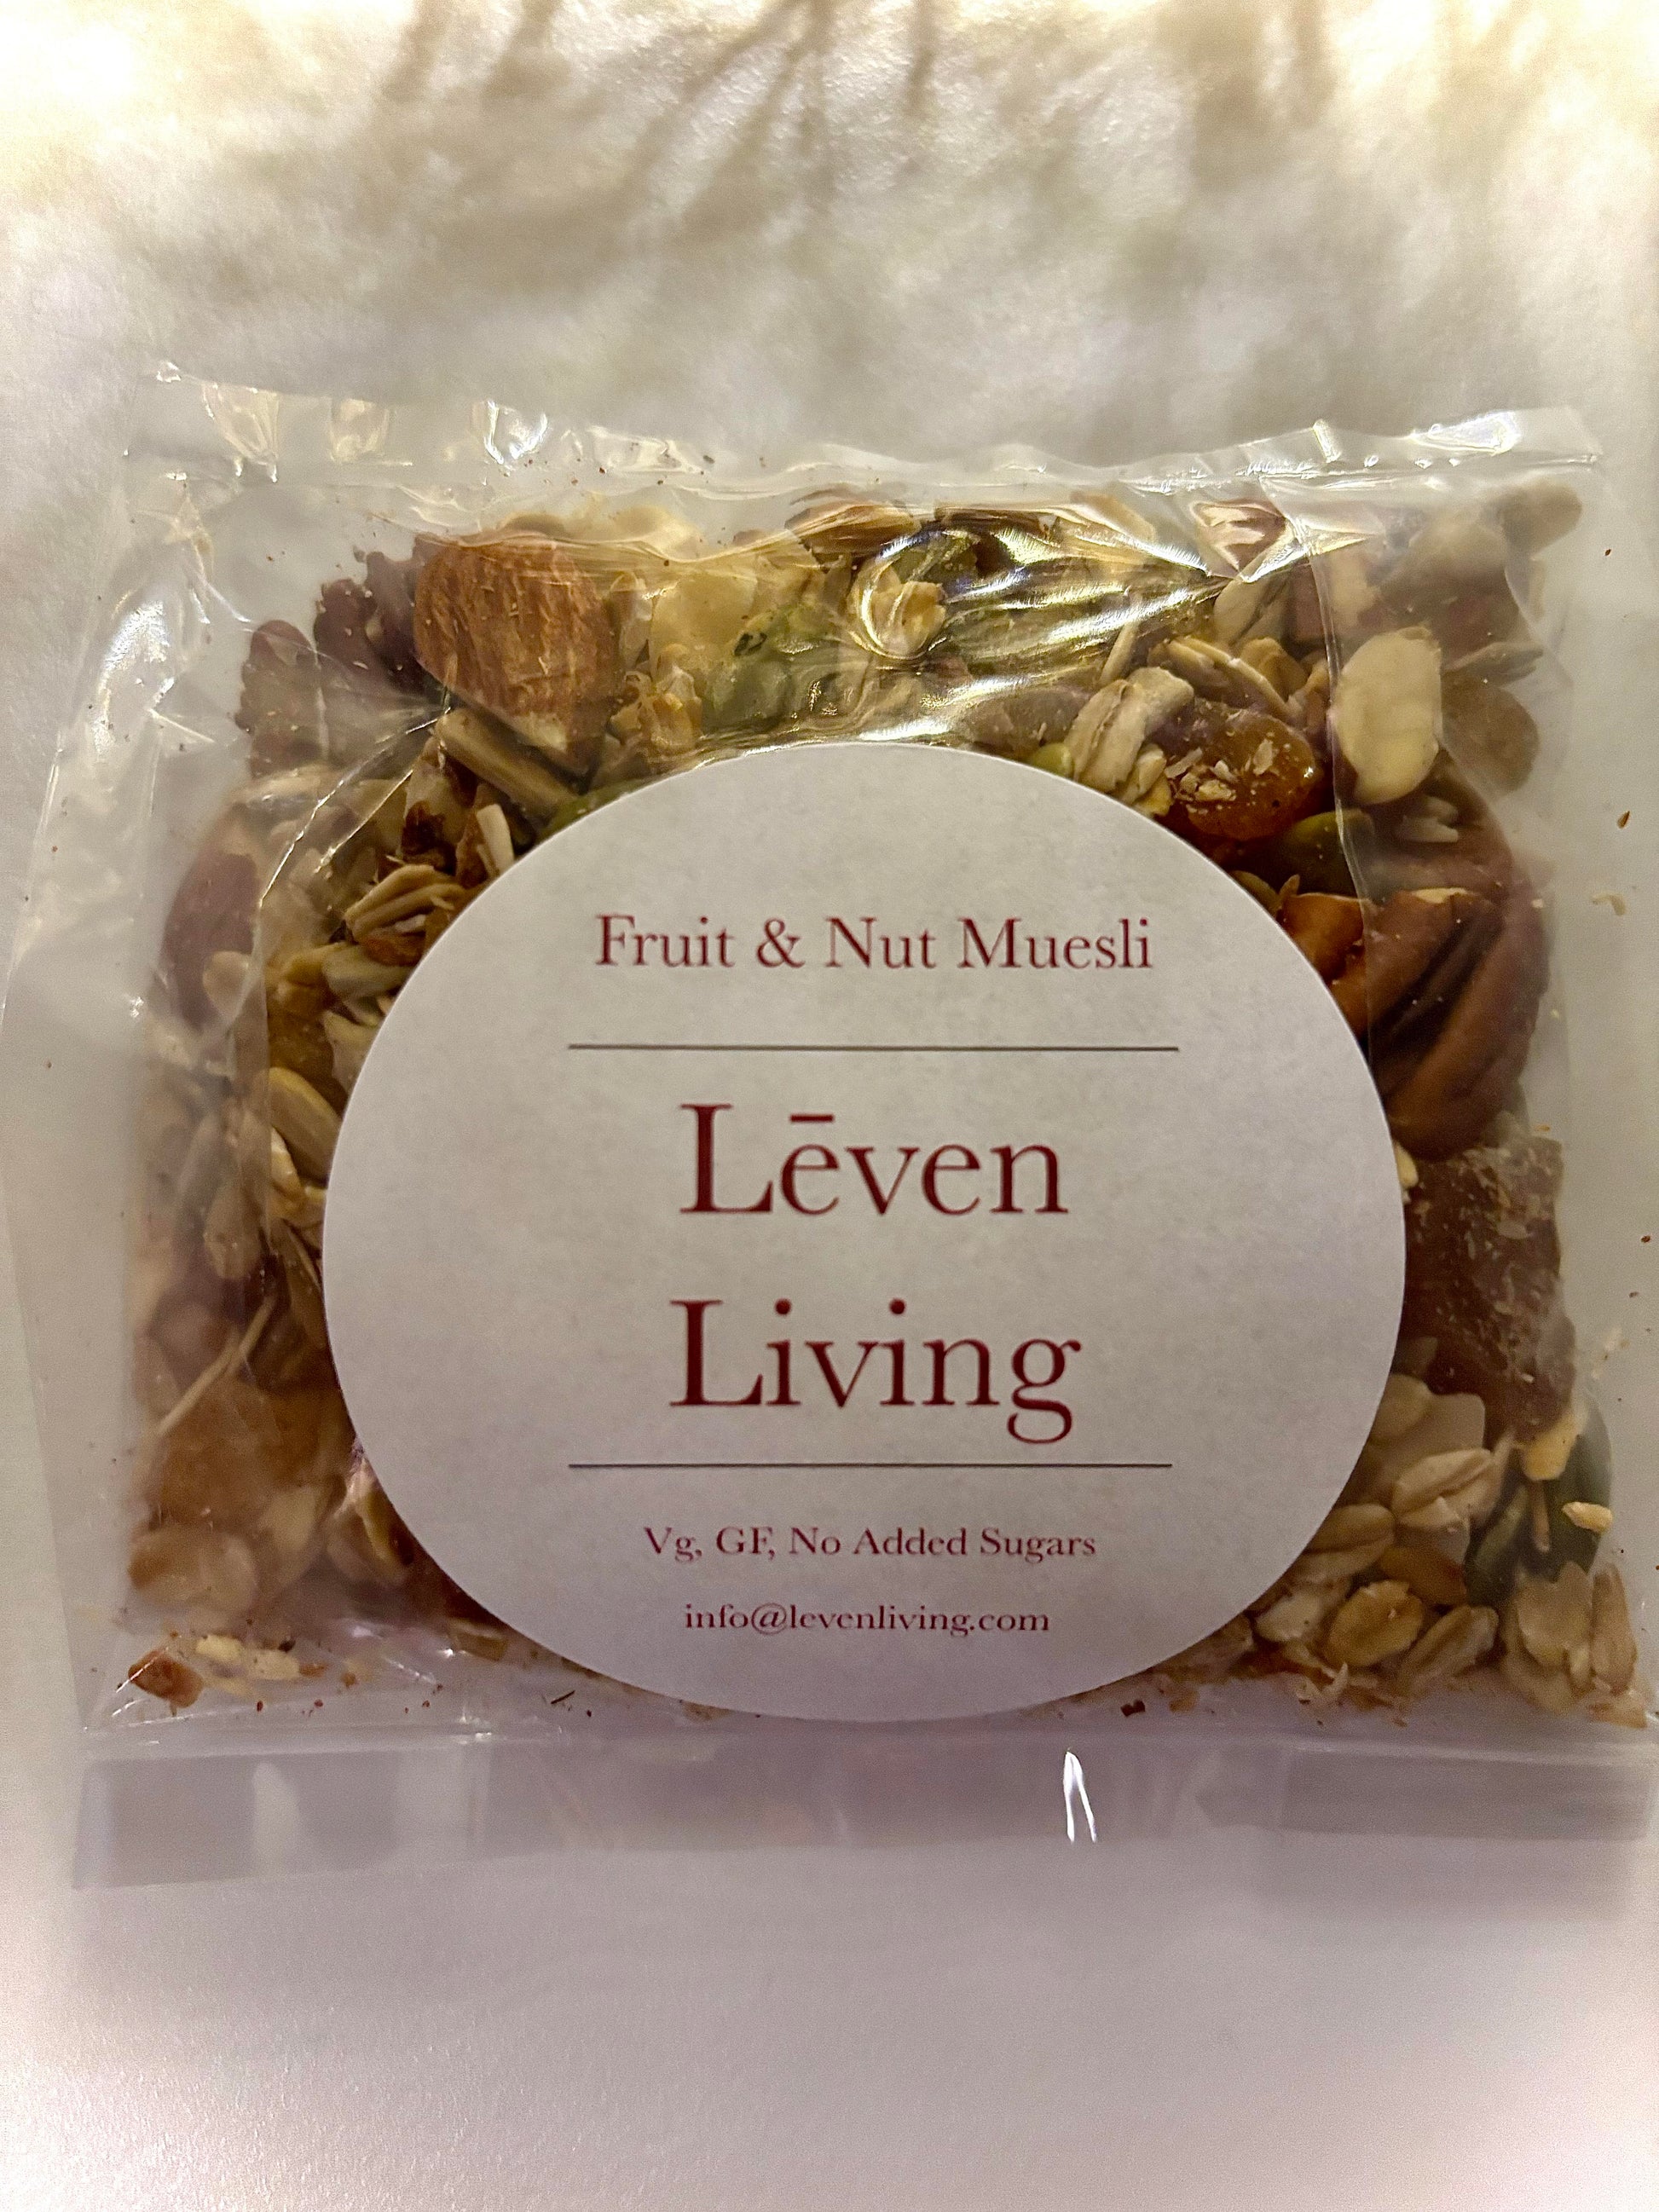 Fruit & Nut Muesli
Lēven
Living
Vg, GF, No Added Sugars
info@levenliving.com